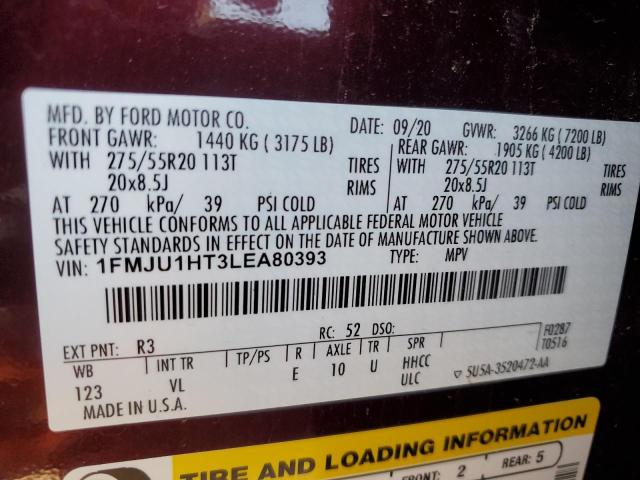 MFD. BY FORD MOTOR CO.
DATE: 09/20 GVWR: 3266 KG (7200 LB)
FRONT GAWR: 1440 KG (3175 LB)
REAR GAWR: 1905 KG (4200 LB)
WITH 275/55R20 113T TIRES
WITH 275/55R20 113T TIRES
20x8.5J RIMS
20x8.5J RIMS
AT 270 kPa/ 39 PSI COLD
AT 270 kPa/ 39 PSI COLD
THIS VEHICLE CONFORMS TO ALL APPLICABLE FEDERAL MOTOR VEHICLE
SAFETY STANDARDS IN EFFECT ON THE DATE OF MANUFACTURE SHOWN ABOVE.
VIN: 1FMJU1HT3LEA80393 TYPE: MPV
EXT PNT: R3 RC: 52 DSO: F0287
T0516
WB INT TR TP/PS R AXLE TR SPR
123 VL E 10 U HHCC
ULC ▽ 5U5A-3520472-AA
MADE IN U.S.A.
TIRE AND LOADING INFORMATION
FRONT: 2 REAR: 5